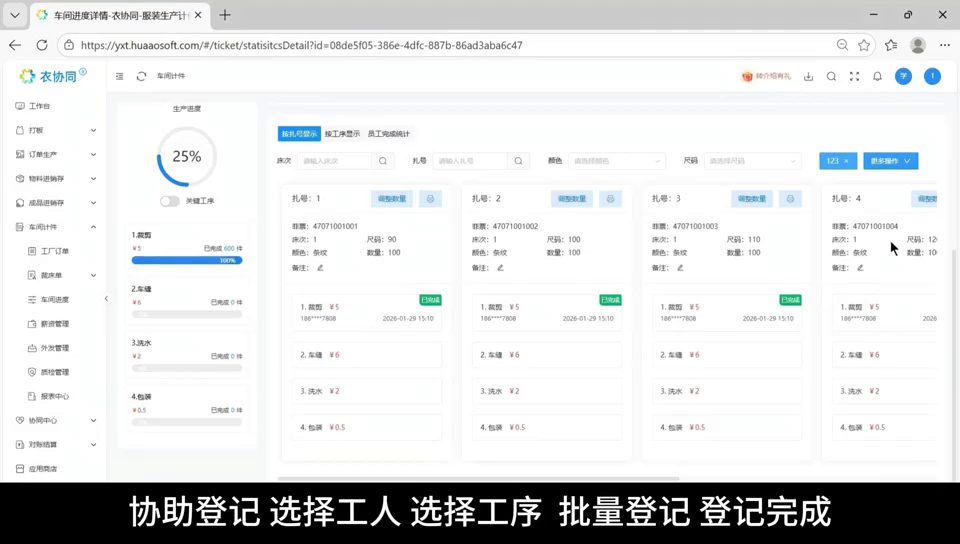 车间进度详情-衣协同-服装生产计件
https://yxt.huaaosoft.com/#/ticket/statisitcsDetail?id=08de5f05-386e-4dfc-887b-86ad3aba6c47
衣协同®
车间计件
转介绍有礼
学
1
工作台
打板
订单生产
物料进销存
成品进销存
车间计件
工厂订单
裁床单
车间进度
薪资管理
外发管理
质检管理
报表中心
协同中心
对账结算
应用商店
生产进度
25%
关键工序
1.裁剪
¥5 已完成 600 件
100%
2.车缝
¥6 已完成 0 件
3.洗水
¥2 已完成 0 件
4.包装
¥0.5 已完成 0 件
按扎号显示 按工序显示 员工完成统计
床次 请输入床次 扎号 请输入扎号 颜色 请选择颜色 尺码 请选择尺码 123 × 更多操作
扎号：1 调整数量
菲票：47071001001
床次：1 尺码：90
颜色：条纹 数量：100
备注：
已完成
1. 裁剪 ¥5
186****7808 2026-01-29 15:10
2. 车缝 ¥6
3. 洗水 ¥2
4. 包装 ¥0.5
扎号：2 调整数量
菲票：47071001002
床次：1 尺码：100
颜色：条纹 数量：100
备注：
已完成
1. 裁剪 ¥5
186****7808 2026-01-29 15:10
2. 车缝 ¥6
3. 洗水 ¥2
4. 包装 ¥0.5
扎号：3 调整数量
菲票：47071001003
床次：1 尺码：110
颜色：条纹 数量：100
备注：
已完成
1. 裁剪 ¥5
186****7808 2026-01-29 15:10
2. 车缝 ¥6
3. 洗水 ¥2
4. 包装 ¥0.5
扎号：4 调整数
菲票：47071001004
床次：1 尺码：12
颜色：条纹 数量：10
备注：
1. 裁剪 ¥5
186****7808 2026
2. 车缝 ¥6
3. 洗水 ¥2
4. 包装 ¥0.5
协助登记 选择工人 选择工序 批量登记 登记完成